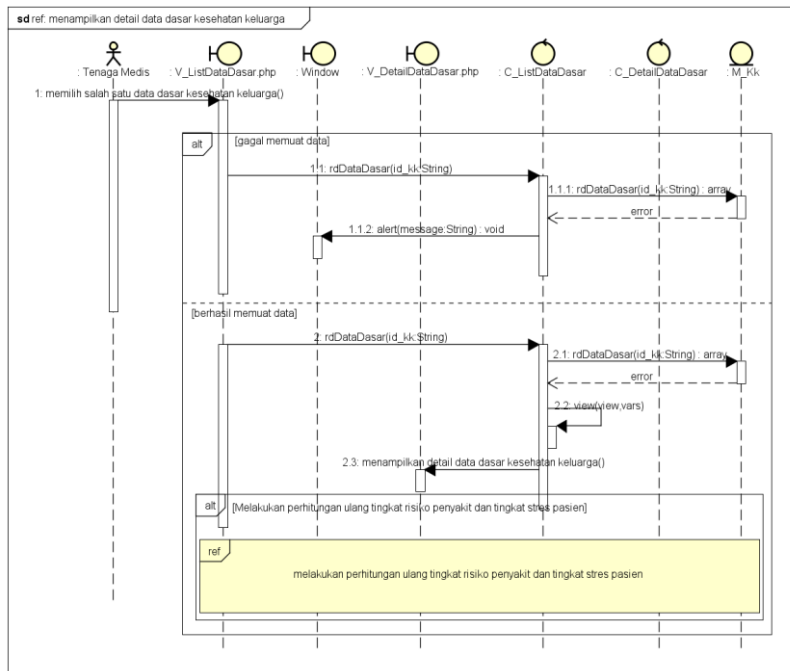 sd ref: menampilkan detail data dasar kesehatan keluarga
: Tenaga Medis
: V_ListDataDasar.php
: Window
: V_DetailDataDasar.php
: C_ListDataDasar
: C_DetailDataDasar
: M_Kk
1: memilih salah satu data dasar kesehatan keluarga()
alt
[gagal memuat data]
1.1: rdDataDasar(id_kk:String)
1.1.1: rdDataDasar(id_kk:String) : array
error
1.1.2: alert(message:String) : void
[berhasil memuat data]
2: rdDataDasar(id_kk:String)
2.1: rdDataDasar(id_kk:String) : array
error
2.2: view(view,vars)
2.3: menampilkan detail data dasar kesehatan keluarga()
alt
[Melakukan perhitungan ulang tingkat risiko penyakit dan tingkat stres pasien]
ref
melakukan perhitungan ulang tingkat risiko penyakit dan tingkat stres pasien